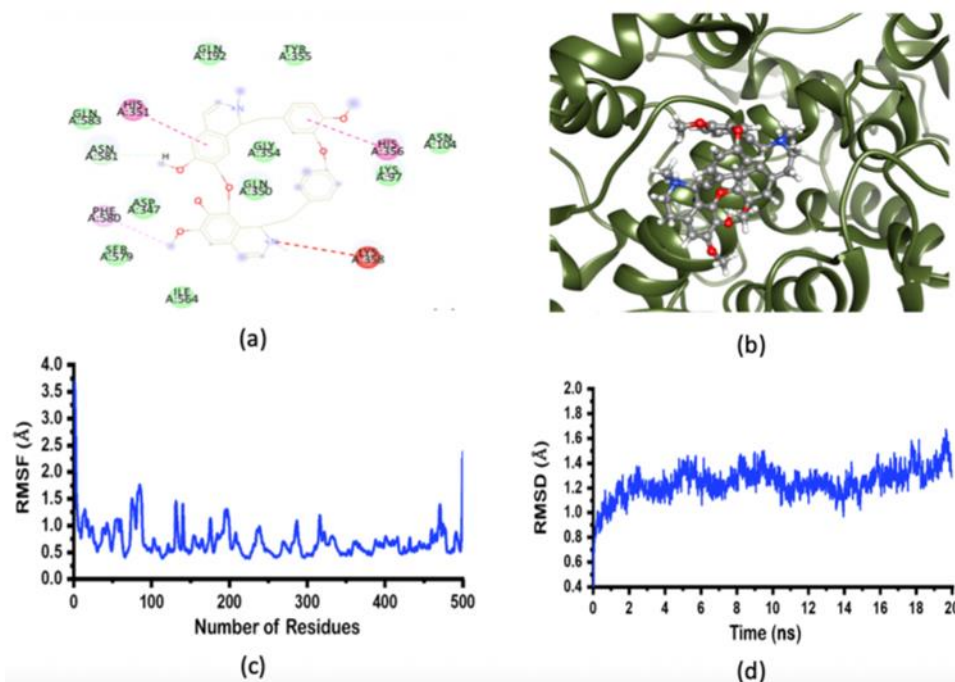 GLN
A:192
TYR
A:355
GLN
A:583
HIS
A:351
ASN
A:581
H
N
GLY
A:354
HIS
A:356
ASN
A:104
LYS
A:97
GLN
A:350
ASP
A:347
PHE
A:580
SER
A:579
LYS
A:353
ILE
A:564
(a)
(b)
4.0
3.5
3.0
2.5
2.0
1.5
1.0
0.5
0.0
RMSF (Å)
0 100 200 300 400 500
Number of Residues
(c)
2.0
1.8
1.6
1.4
1.2
1.0
0.8
0.6
0.4
RMSD (Å)
0 2 4 6 8 10 12 14 16 18 20
Time (ns)
(d)